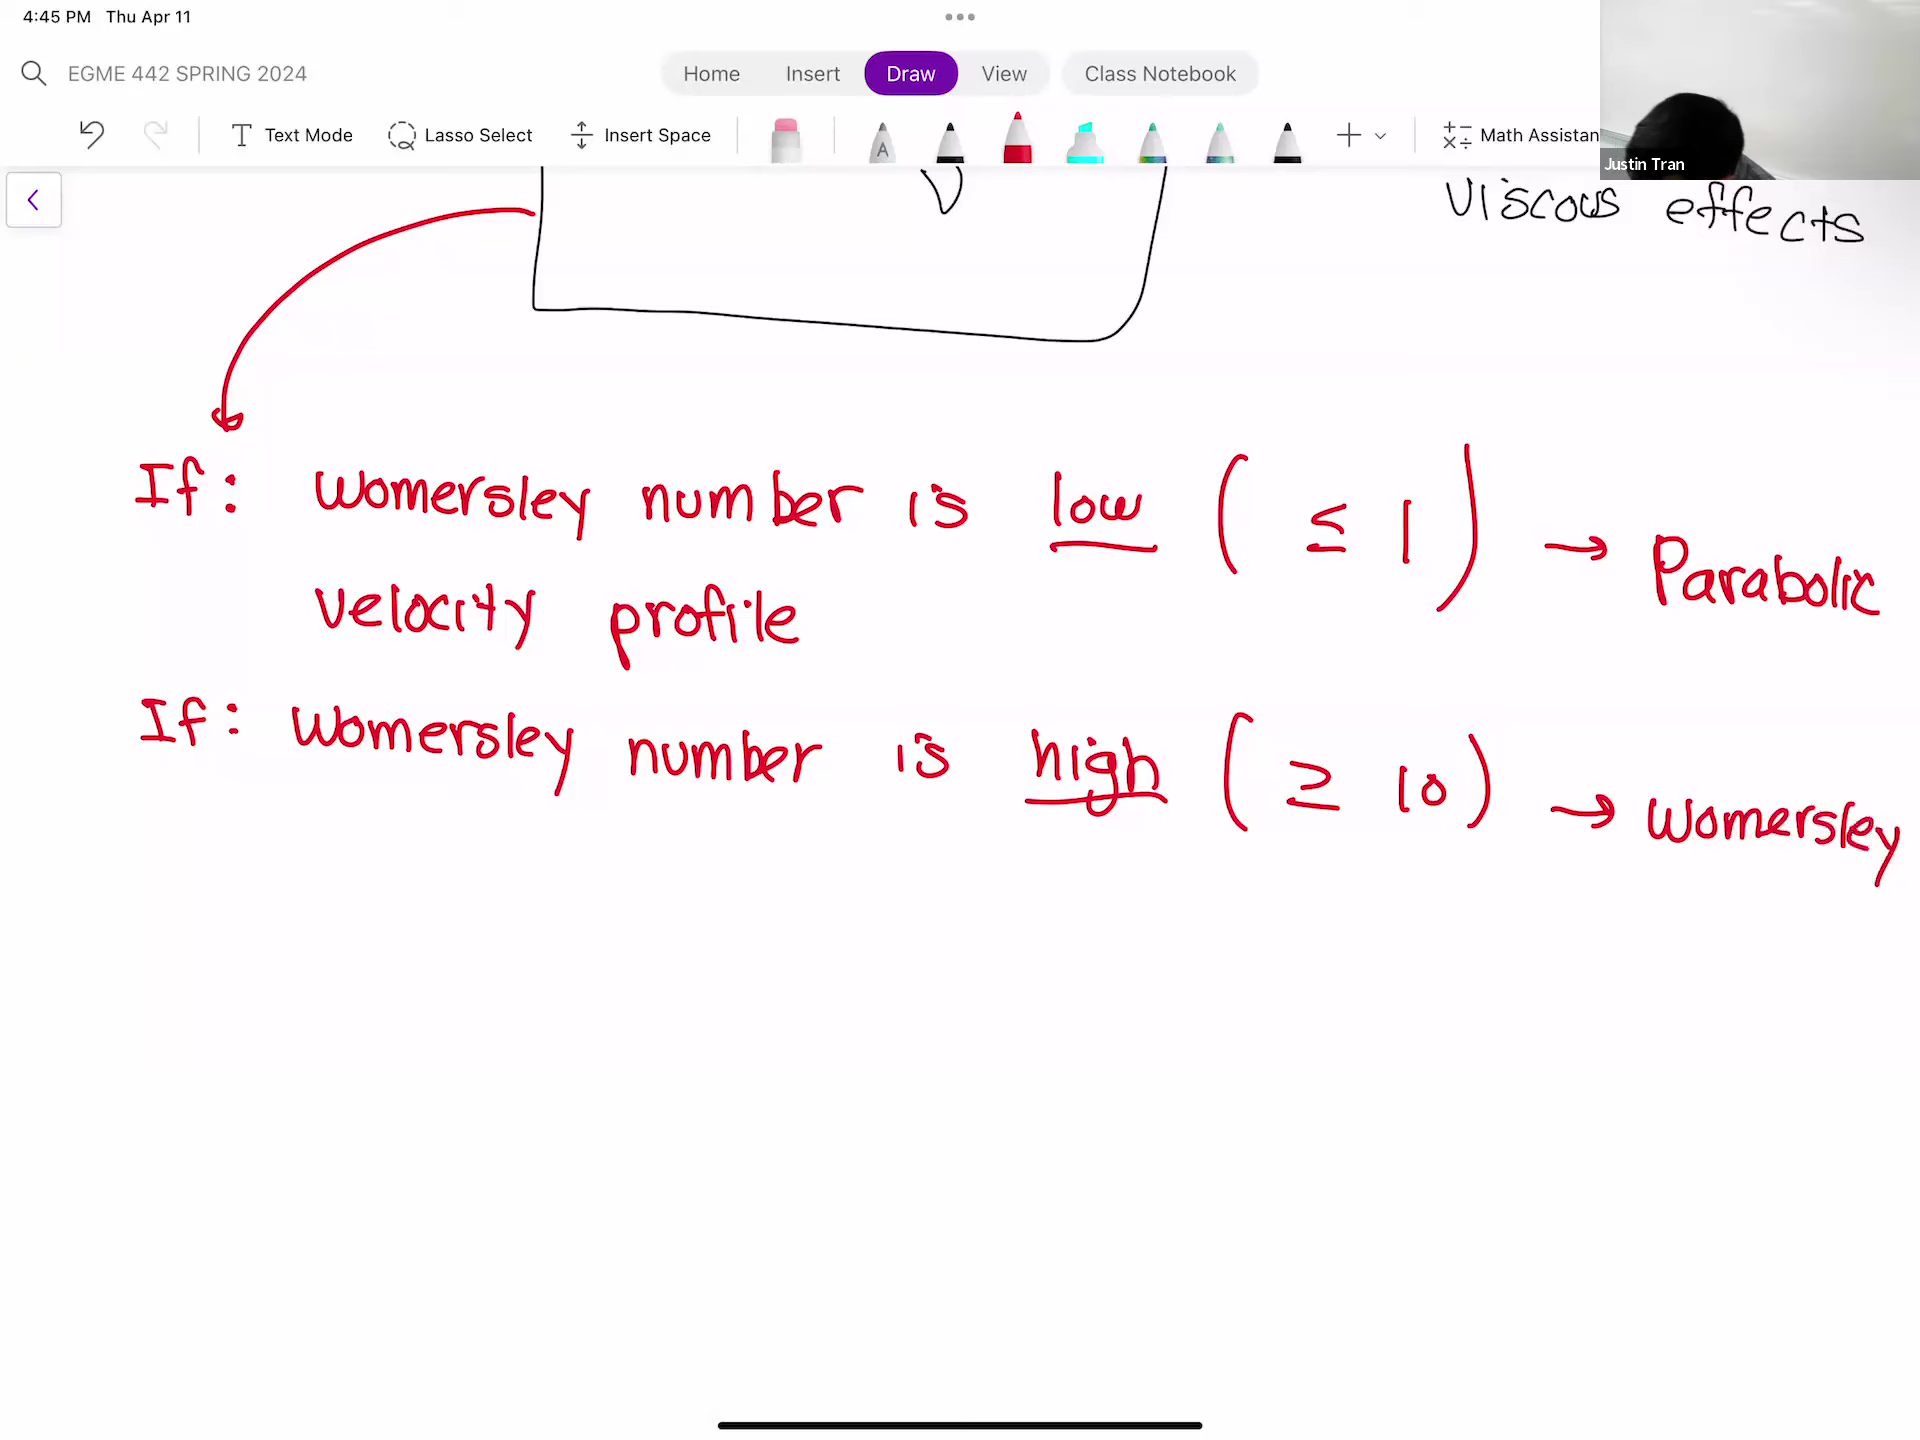 4:45 PM Thu Apr 11
EGME 442 SPRING 2024
Home Insert Draw View Class Notebook
Text Mode Lasso Select Insert Space A Math Assistan
Justin Tran
ν
viscous effects
If: Womersley number is low ( ≤ 1 ) → Parabolic
velocity profile
If: Womersley number is high ( ≥ 10 ) → Womersley